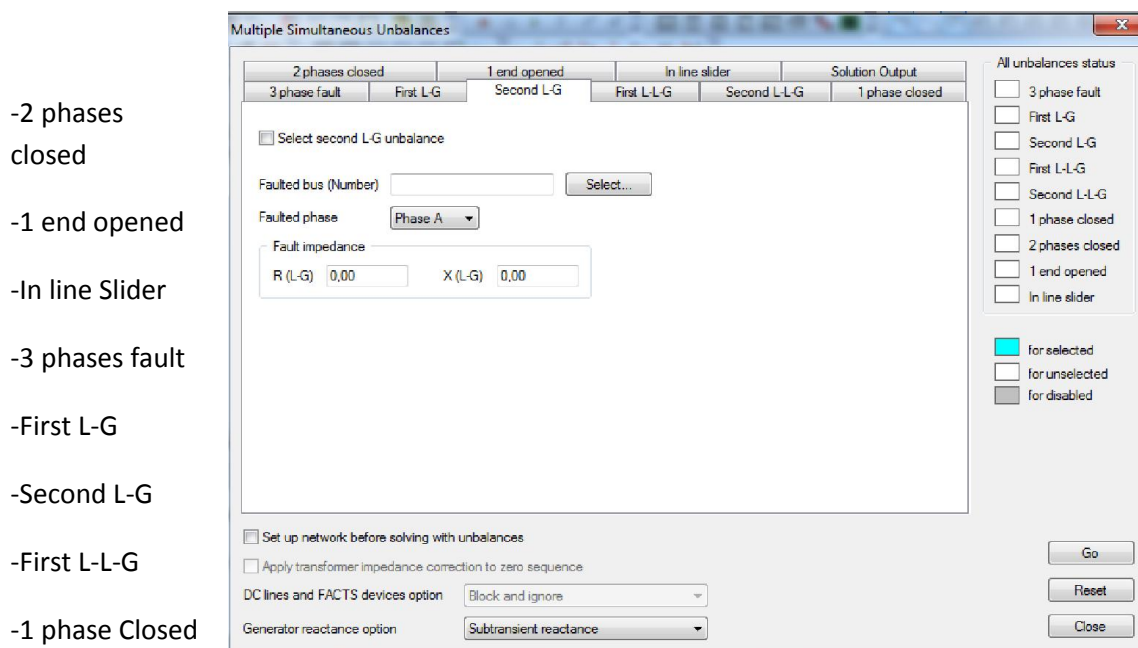 -2 phases
closed
-1 end opened
-In line Slider
-3 phases fault
-First L-G
-Second L-G
-First L-L-G
-1 phase Closed
Multiple Simultaneous Unbalances
2 phases closed 1 end opened In line slider Solution Output
3 phase fault First L-G Second L-G First L-L-G Second L-L-G 1 phase closed
Select second L-G unbalance
Faulted bus (Number) Select...
Faulted phase Phase A
Fault impedance
R (L-G) 0,00 X (L-G) 0,00
Set up network before solving with unbalances
Apply transformer impedance correction to zero sequence
DC lines and FACTS devices option Block and ignore
Generator reactance option Subtransient reactance
All unbalances status
3 phase fault
First L-G
Second L-G
First L-L-G
Second L-L-G
1 phase closed
2 phases closed
1 end opened
In line slider
for selected
for unselected
for disabled
Go
Reset
Close